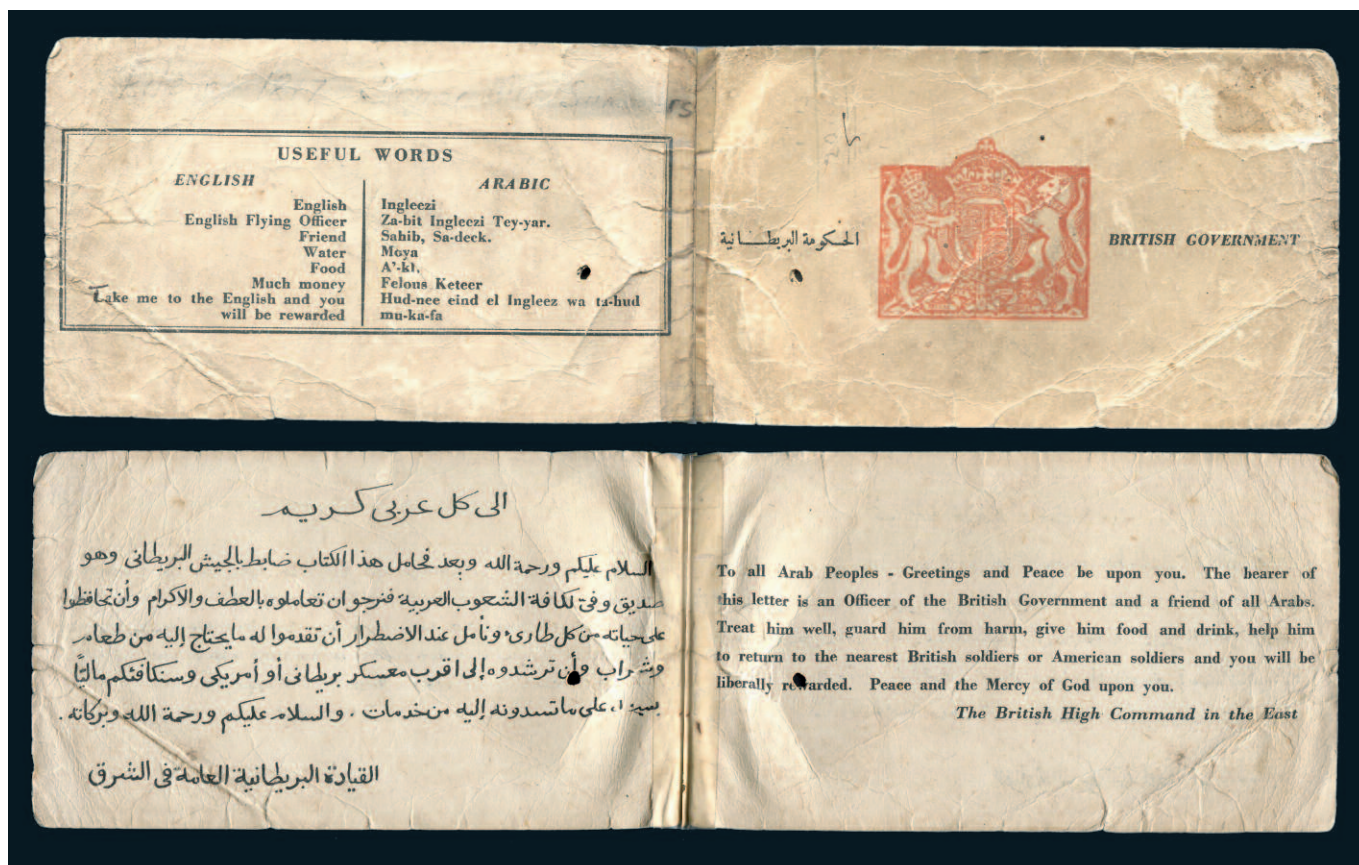 USEFUL WORDS
ENGLISH ARABIC
English Ingleezi
English Flying Officer Za-bit Ingleezi Tey-yar.
Friend Sahib, Sa-deek.
Water Moya
Food A'-kl.
Much money Felous Keteer
Take me to the English and you Hud-nee eind el Ingleez wa ta-hud
will be rewarded mu-ka-fa
الحكومة البريطانية
BRITISH GOVERNMENT
الى كل عربى كريم
السلام عليكم ورحمة الله وبعد فحامل هذا الكتاب ضابط بالجيش البريطانى وهو
صديق وفىّ لكافة الشعوب العربية فنرجو ان تعاملوه بالعطف والاكرام وأن تحافظوا
على حياته من كل طارىء ونأمل عند الاضطرار أن تقدموا له مايحتاج إليه من طعام
وشراب وأن ترشدوه إلى اقرب معسكر بريطانى أو أمريكى وسنكافئكم ماليًّا
على ماتسدونه إليه من خدمات . والسلام عليكم ورحمة الله وبركاته .
القيادة البريطانية العامة فى الشرق
To all Arab Peoples - Greetings and Peace be upon you. The bearer of
this letter is an Officer of the British Government and a friend of all Arabs.
Treat him well, guard him from harm, give him food and drink, help him
to return to the nearest British soldiers or American soldiers and you will be
liberally rewarded. Peace and the Mercy of God upon you.
The British High Command in the East